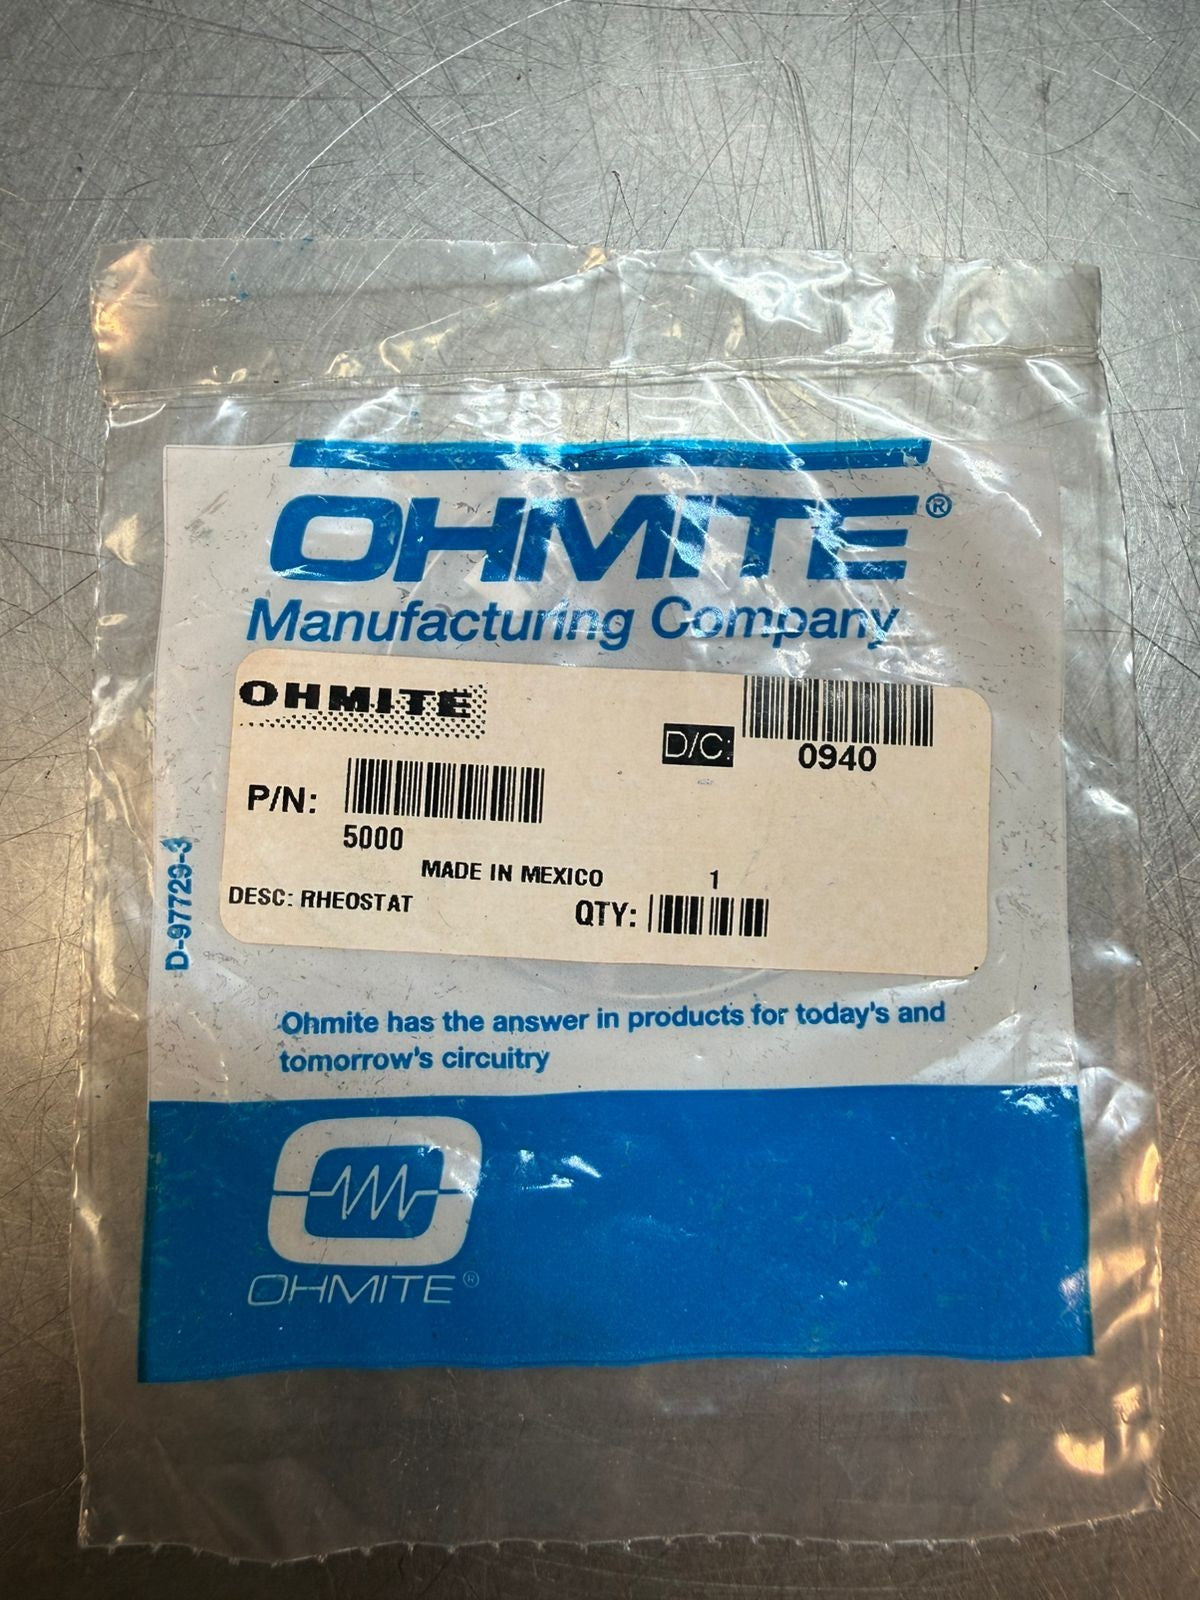 OHMITE®
Manufacturing Company
OHMITE
D/C: 0940
P/N: 5000
MADE IN MEXICO
DESC: RHEOSTAT
QTY: 1
D-97729-3
Ohmite has the answer in products for today's and
tomorrow's circuitry
OHMITE®